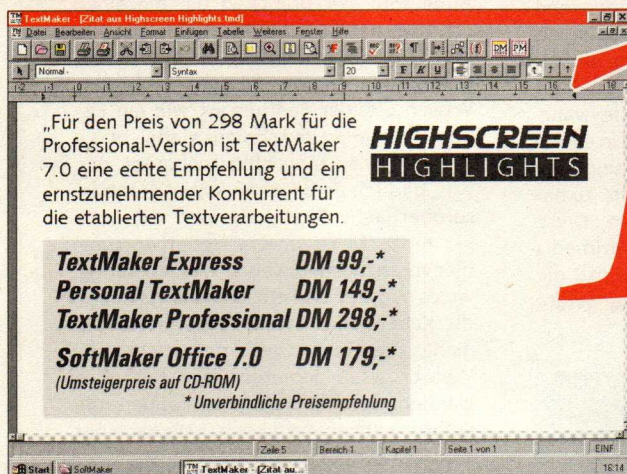 TextMaker - [Zitat aus Highscreen Highlights.tmd]
Datei Bearbeiten Ansicht Format Einfügen Tabelle Weiteres Fenster Hilfe
DM PM
Normal- Syntax 20 F K U
„Für den Preis von 298 Mark für die
Professional-Version ist TextMaker
7.0 eine echte Empfehlung und ein
ernstzunehmender Konkurrent für
die etablierten Textverarbeitungen.
HIGHSCREEN
HIGHLIGHTS
TextMaker Express DM 99,-*
Personal TextMaker DM 149,-*
TextMaker Professional DM 298,-*
SoftMaker Office 7.0 DM 179,-*
(Umsteigerpreis auf CD-ROM)
* Unverbindliche Preisempfehlung
Zeile 5 Bereich 1 Kapitel 1 Seite 1 von 1 EINF
Start SoftMaker TextMaker - [Zitat au... 16:14